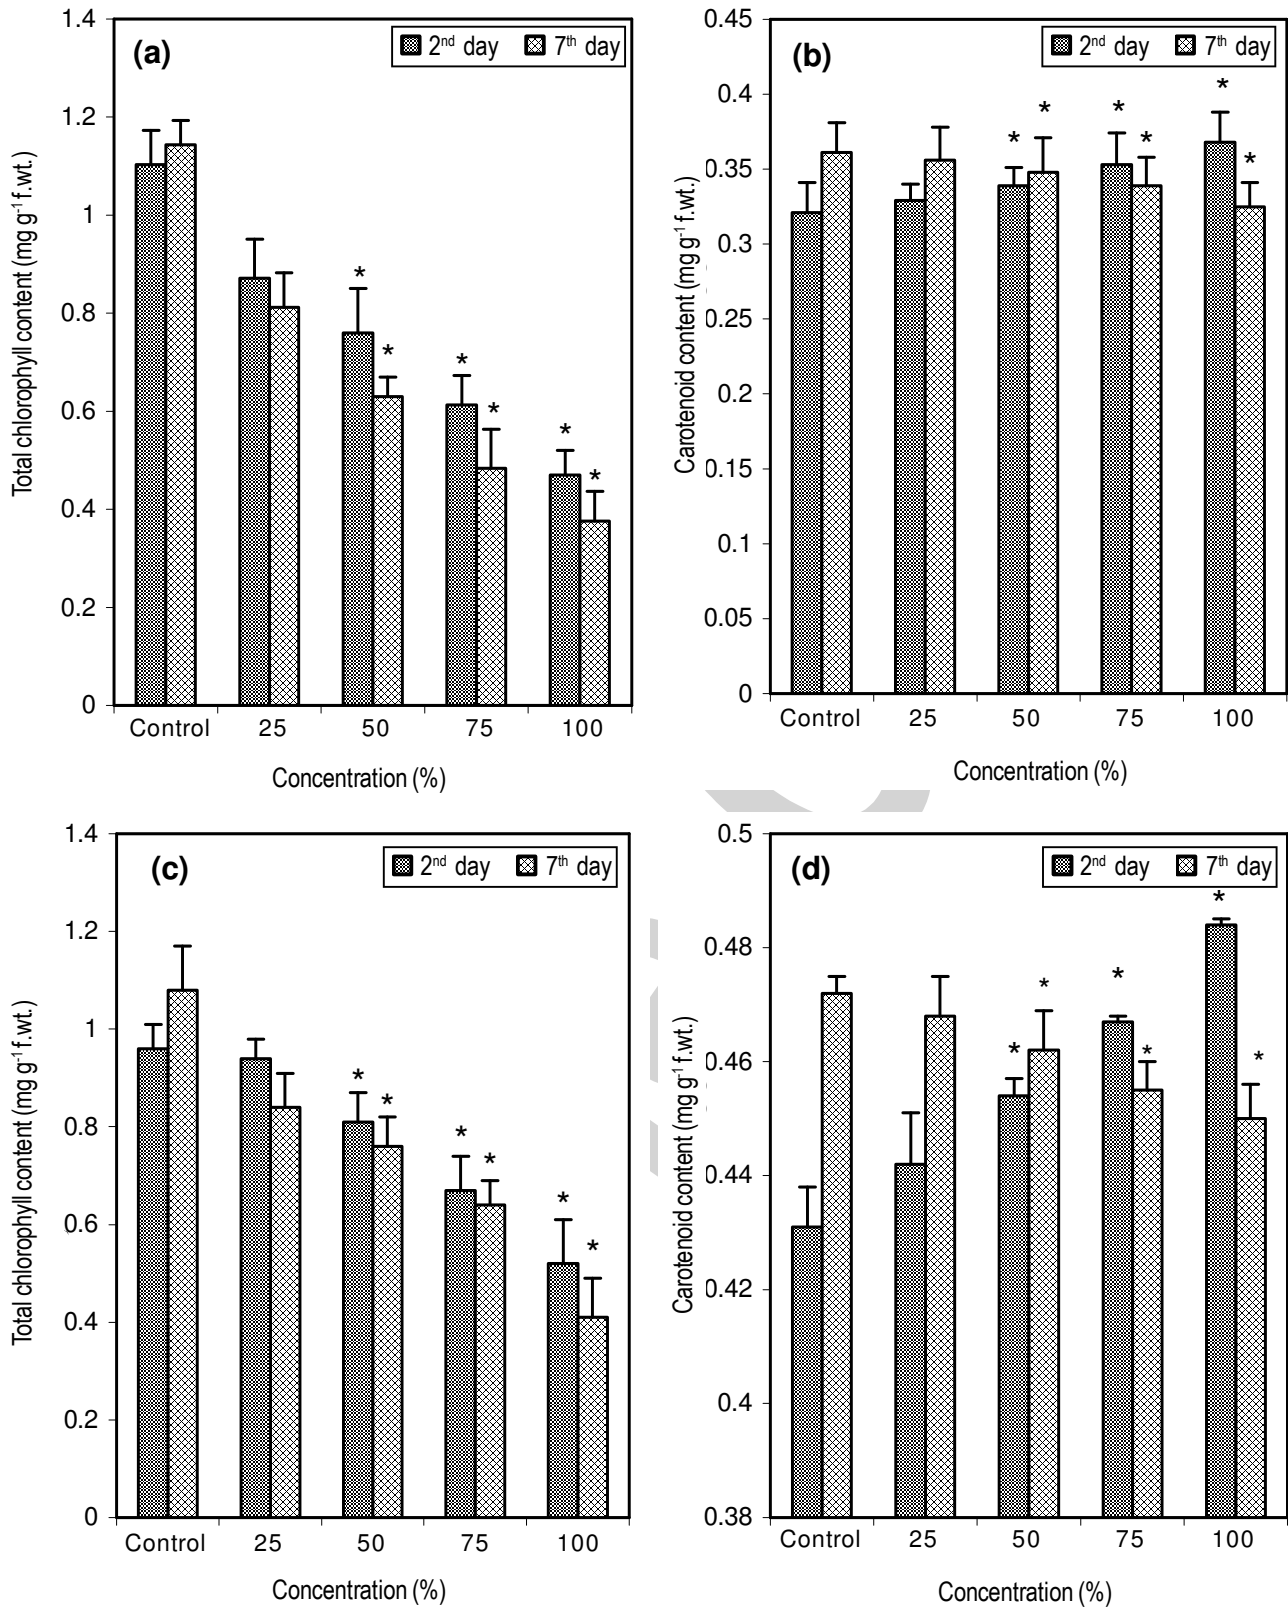 (a)
2nd day 7th day
Total chlorophyll content (mg g-1 f.wt.)
1.4
1.2
1
0.8
0.6
0.4
0.2
0
* * * * * *
Control 25 50 75 100
Concentration (%)
(b)
2nd day 7th day
Carotenoid content (mg g-1 f.wt.)
0.45
0.4
0.35
0.3
0.25
0.2
0.15
0.1
0.05
0
* * * * * *
Control 25 50 75 100
Concentration (%)
(c)
2nd day 7th day
Total chlorophyll content (mg g-1 f.wt.)
1.4
1.2
1
0.8
0.6
0.4
0.2
0
* * * * * *
Control 25 50 75 100
Concentration (%)
(d)
2nd day 7th day
Carotenoid content (mg g-1 f.wt.)
0.5
0.48
0.46
0.44
0.42
0.4
0.38
* * * * * *
Control 25 50 75 100
Concentration (%)